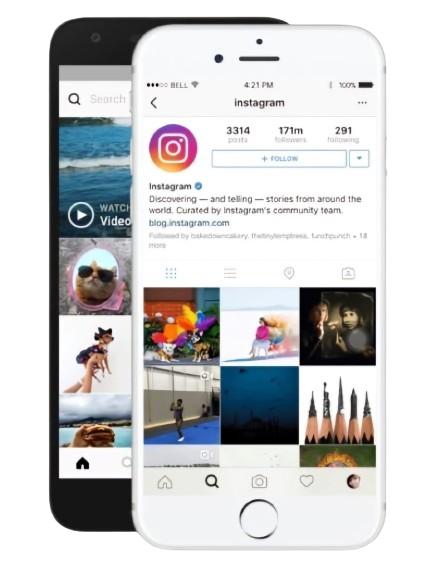 Search
WATCH
Video
BELL
4:21 PM
100%
instagram
3314
171m
291
posts
followers
following
+ FOLLOW
Instagram
Discovering — and telling — stories from around the
world. Curated by Instagram's community team.
blog.instagram.com
Followed by bakedowncakery, thetinytemptress, functipunch + 18
more